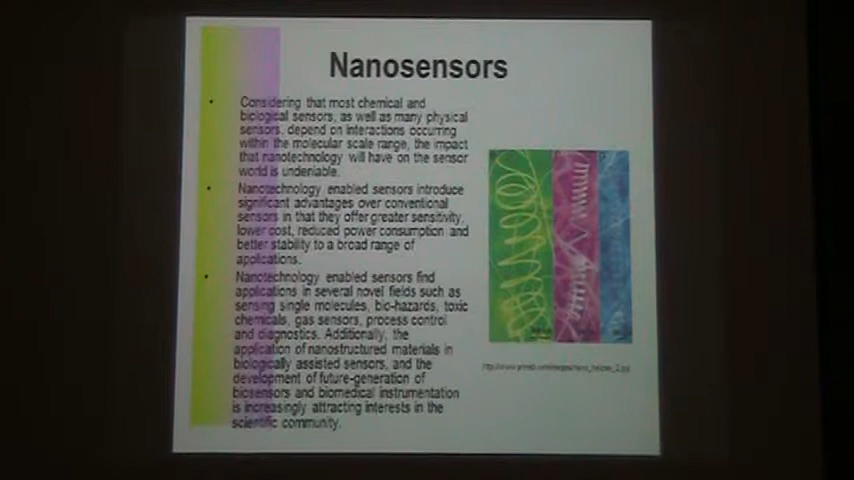 Nanosensors
• Considering that most chemical and
biological sensors, as well as many physical
sensors, depend on interactions occurring
within the molecular scale range, the impact
that nanotechnology will have on the sensor
world is undeniable.
• Nanotechnology enabled sensors introduce
significant advantages over conventional
sensors in that they offer greater sensitivity,
lower cost, reduced power consumption and
better stability to a broad range of
applications.
• Nanotechnology enabled sensors find
applications in several novel fields such as
sensing single molecules, bio-hazards, toxic
chemicals, gas sensors, process control
and diagnostics. Additionally, the
application of nanostructured materials in
biologically assisted sensors, and the
development of future-generation of
biosensors and biomedical instrumentation
is increasingly attracting interests in the
scientific community.